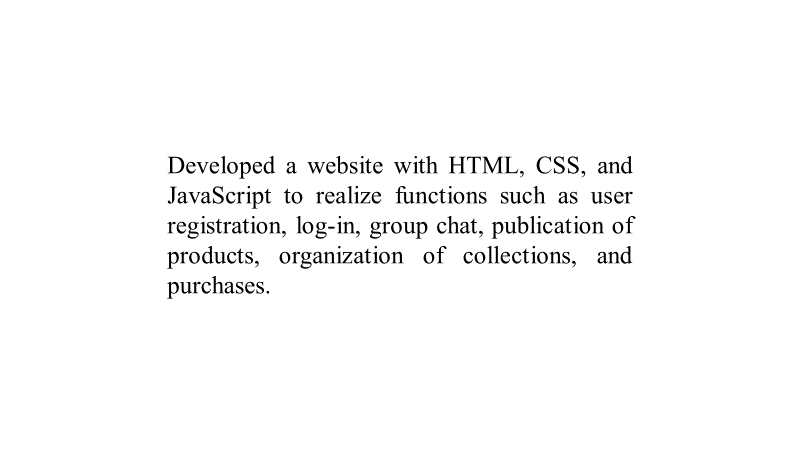 Developed a website with HTML, CSS, and
JavaScript to realize functions such as user
registration, log-in, group chat, publication of
products, organization of collections, and
purchases.